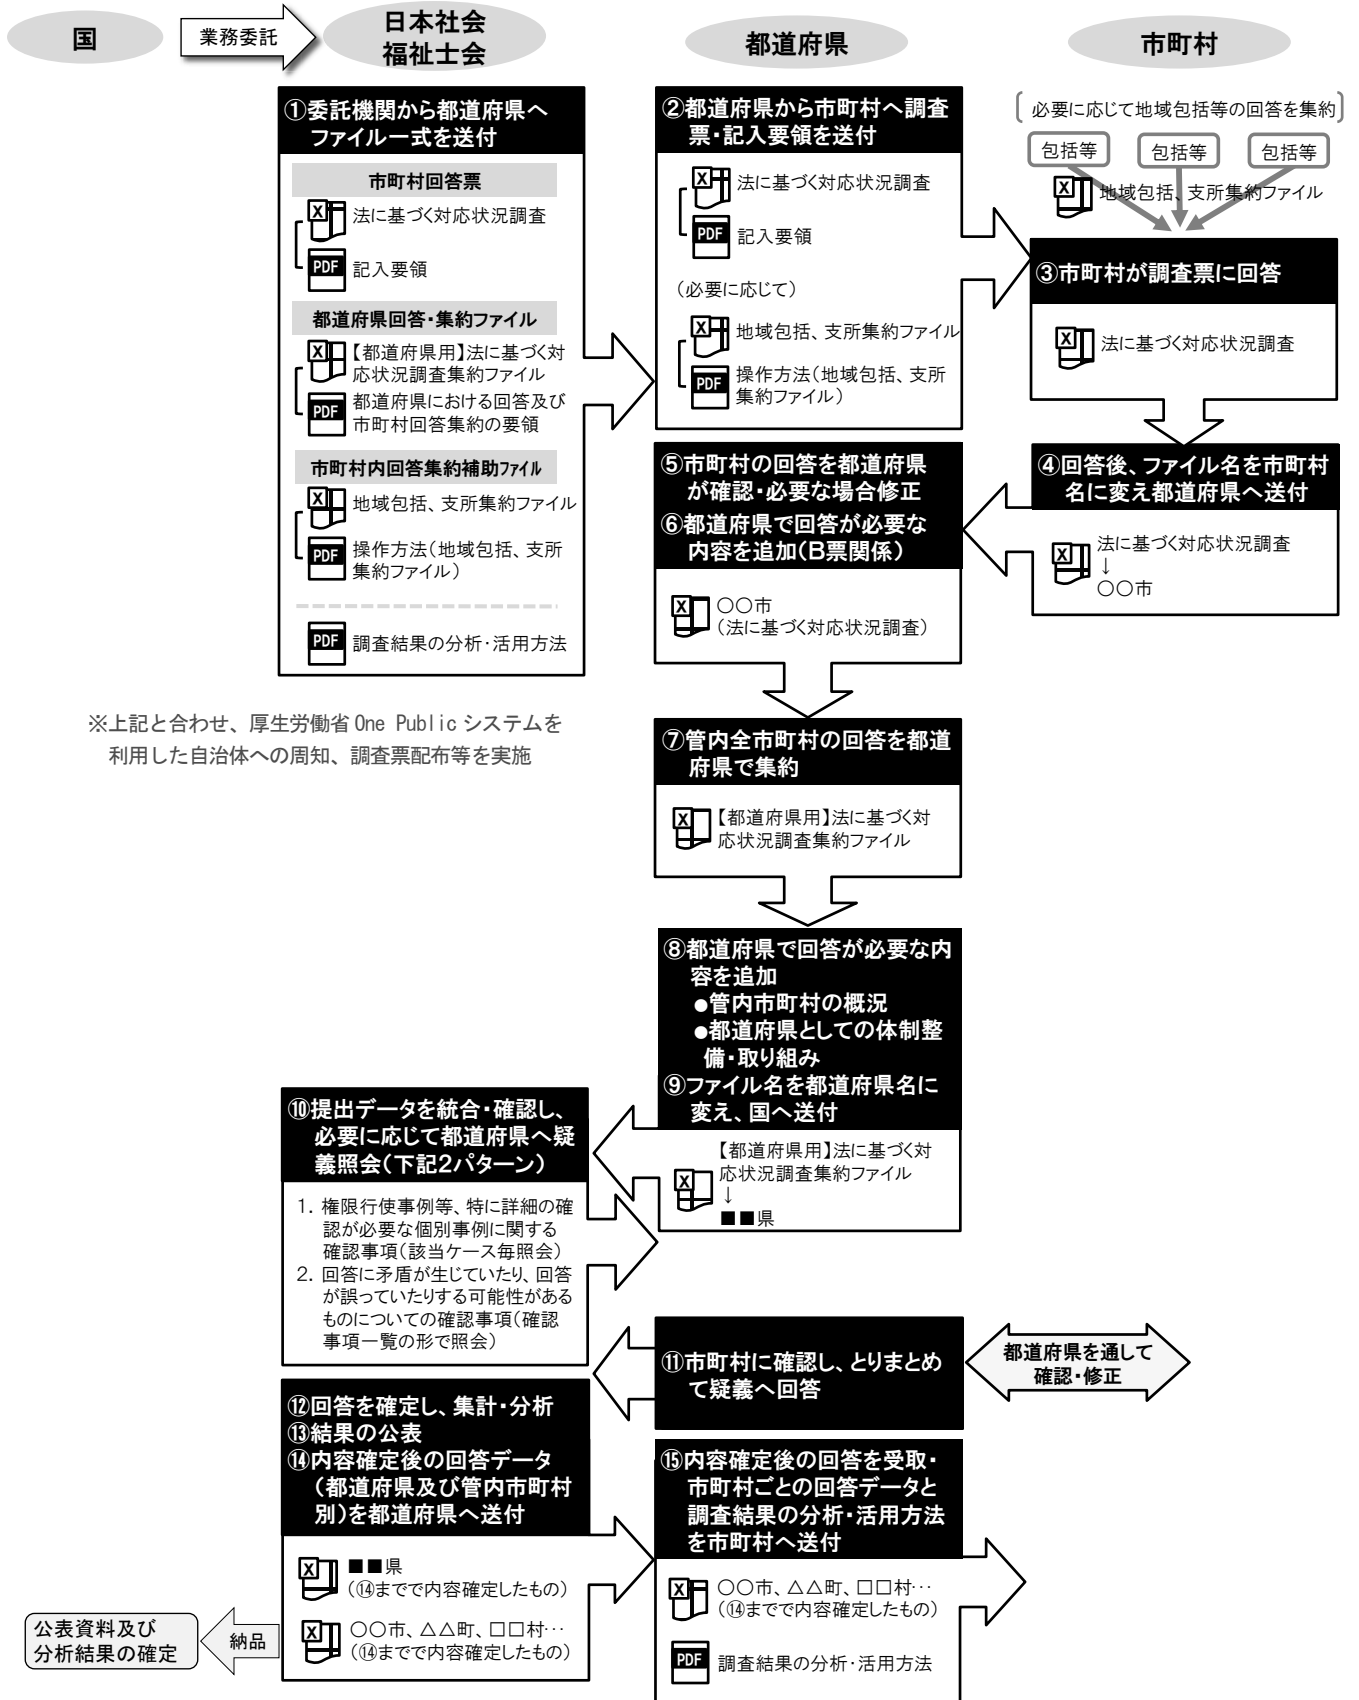 国
業務委託
日本社会
福祉士会
都道府県
市町村
①委託機関から都道府県へ
ファイル一式を送付
市町村回答票
X
法に基づく対応状況調査
PDF
記入要領
都道府県回答・集約ファイル
X
【都道府県用】法に基づく対
応状況調査集約ファイル
PDF
都道府県における回答及び
市町村回答集約の要領
市町村内回答集約補助ファイル
X
地域包括、支所集約ファイル
PDF
操作方法(地域包括、支所
集約ファイル)
PDF
調査結果の分析・活用方法
※上記と合わせ、厚生労働省 One Public システムを
利用した自治体への周知、調査票配布等を実施
②都道府県から市町村へ調査
票・記入要領を送付
X
法に基づく対応状況調査
PDF
記入要領
(必要に応じて)
X
地域包括、支所集約ファイル
PDF
操作方法(地域包括、支所
集約ファイル)
必要に応じて地域包括等の回答を集約
包括等
包括等
包括等
X
地域包括、支所集約ファイル
③市町村が調査票に回答
X
法に基づく対応状況調査
④回答後、ファイル名を市町村
名に変え都道府県へ送付
X
法に基づく対応状況調査
↓
○○市
⑤市町村の回答を都道府県
が確認・必要な場合修正
⑥都道府県で回答が必要な
内容を追加(B票関係)
X
○○市
(法に基づく対応状況調査)
⑦管内全市町村の回答を都道
府県で集約
X
【都道府県用】法に基づく対
応状況調査集約ファイル
⑧都道府県で回答が必要な内
容を追加
●管内市町村の概況
●都道府県としての体制整
備・取り組み
⑨ファイル名を都道府県名に
変え、国へ送付
X
【都道府県用】法に基づく対
応状況調査集約ファイル
↓
■■県
⑩提出データを統合・確認し、
必要に応じて都道府県へ疑
義照会(下記2パターン)
1. 権限行使事例等、特に詳細の確
認が必要な個別事例に関する
確認事項(該当ケース毎照会)
2. 回答に矛盾が生じていたり、回答
が誤っていたりする可能性がある
ものについての確認事項(確認
事項一覧の形で照会)
⑪市町村に確認し、とりまとめ
て疑義へ回答
都道府県を通して
確認・修正
⑫回答を確定し、集計・分析
⑬結果の公表
⑭内容確定後の回答データ
(都道府県及び管内市町村
別)を都道府県へ送付
X
■■県
(⑭までで内容確定したもの)
X
○○市、△△町、□□村…
(⑭までで内容確定したもの)
納品
公表資料及び
分析結果の確定
⑮内容確定後の回答を受取・
市町村ごとの回答データと
調査結果の分析・活用方法
を市町村へ送付
X
○○市、△△町、□□村…
(⑭までで内容確定したもの)
PDF
調査結果の分析・活用方法